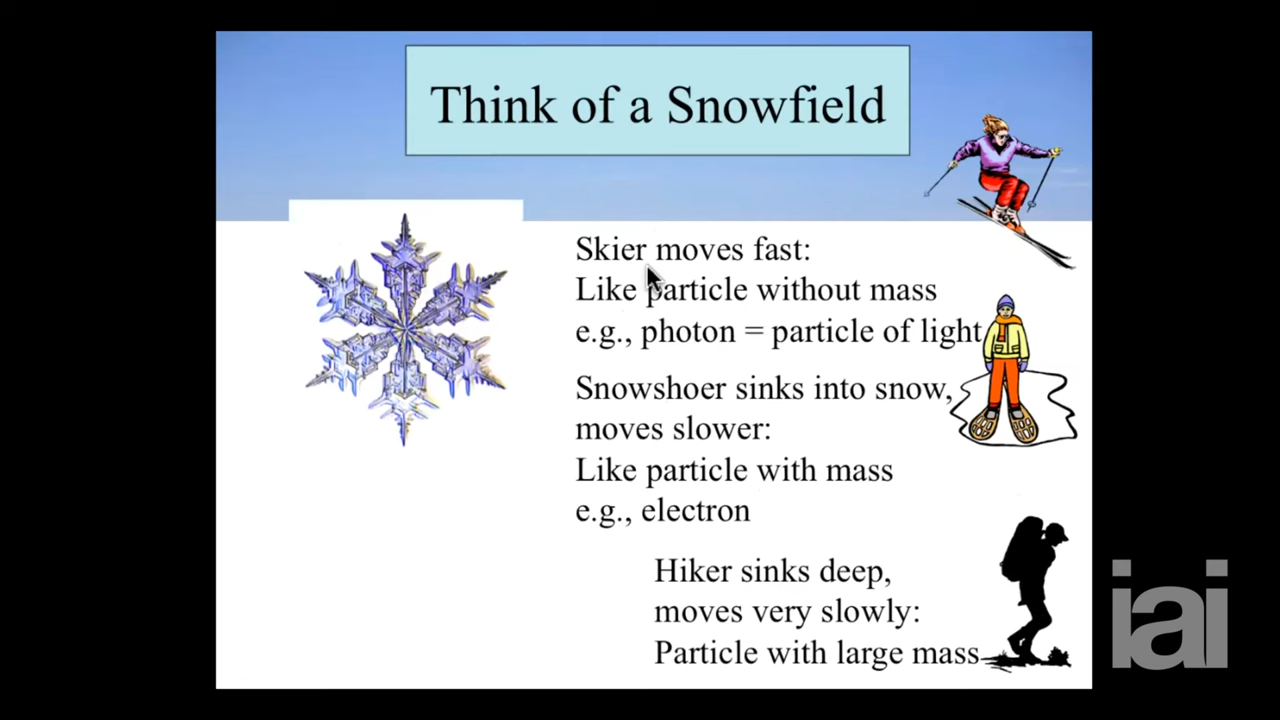 Think of a Snowfield
Skier moves fast:
Like particle without mass
e.g., photon = particle of light
Snowshoer sinks into snow,
moves slower:
Like particle with mass
e.g., electron
Hiker sinks deep,
moves very slowly:
Particle with large mass
iai